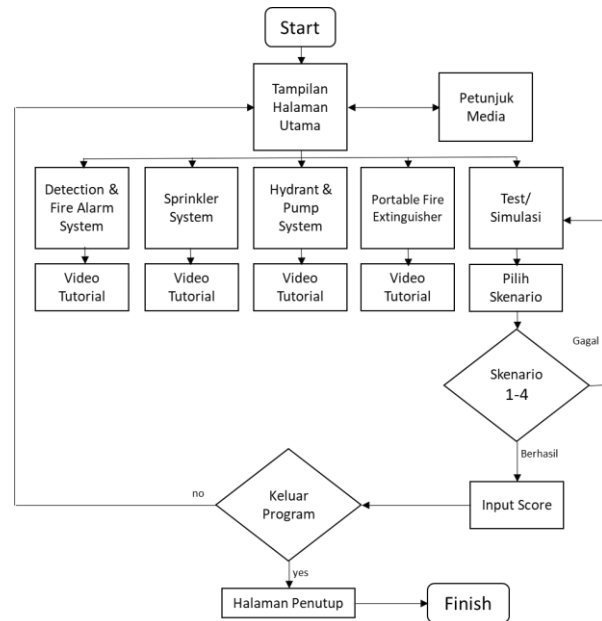 Start
Tampilan
Halaman
Utama
Petunjuk
Media
Detection &
Fire Alarm
System
Sprinkler
System
Hydrant &
Pump
System
Portable Fire
Extinguisher
Test/
Simulasi
Video
Tutorial
Video
Tutorial
Video
Tutorial
Video
Tutorial
Pilih
Skenario
Gagal
Skenario
1-4
Berhasil
no
Keluar
Program
Input Score
yes
Halaman Penutup
Finish